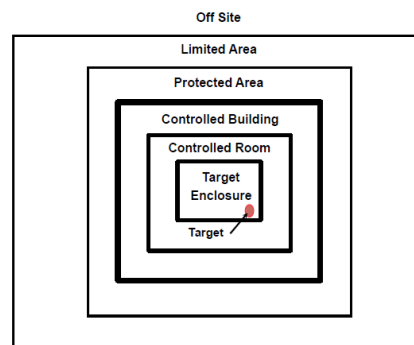 Off Site
Limited Area
Protected Area
Controlled Building
Controlled Room
Target
Enclosure
Target